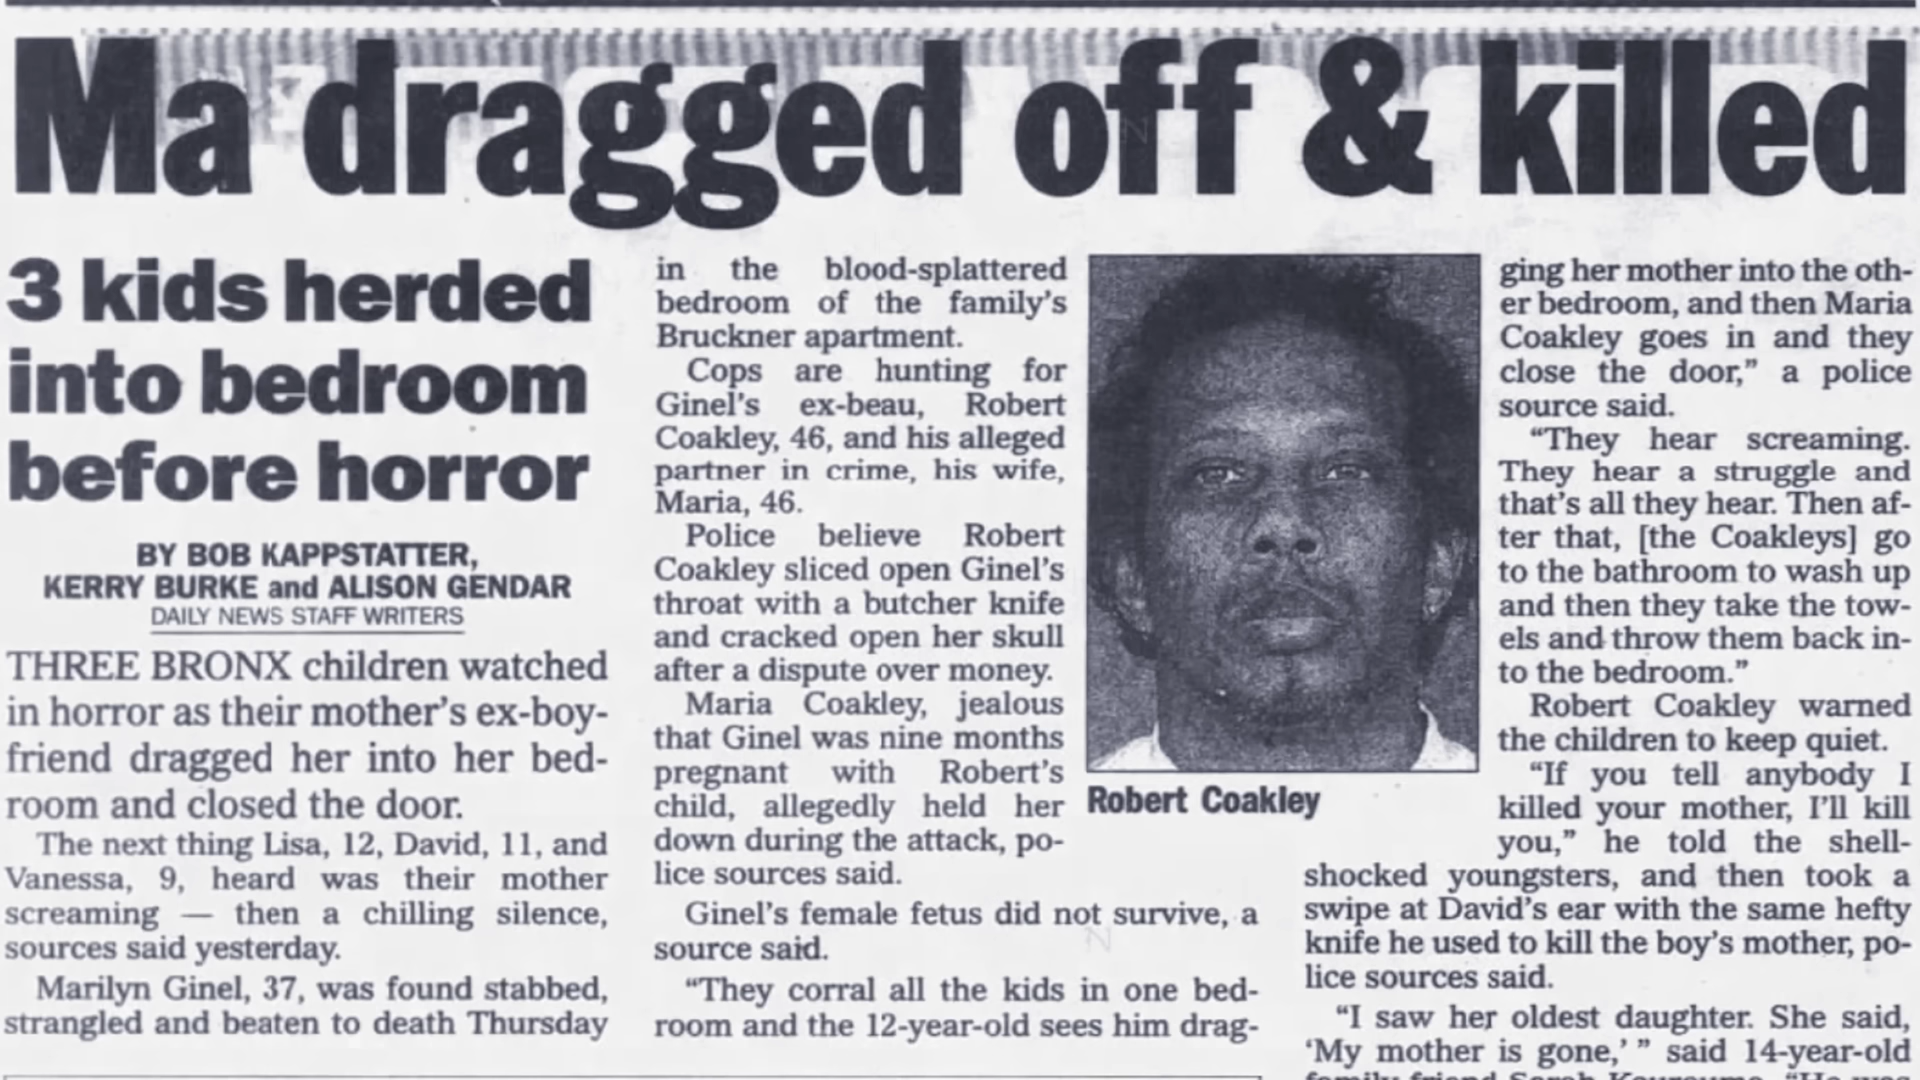 Ma dragged off & killed
3 kids herded
into bedroom
before horror
BY BOB KAPPSTATTER,
KERRY BURKE and ALISON GENDAR
DAILY NEWS STAFF WRITERS
THREE BRONX children watched
in horror as their mother’s ex-boy-
friend dragged her into her bed-
room and closed the door.
The next thing Lisa, 12, David, 11, and
Vanessa, 9, heard was their mother
screaming — then a chilling silence,
sources said yesterday.
Marilyn Ginel, 37, was found stabbed,
strangled and beaten to death Thursday
in the blood-splattered
bedroom of the family’s
Bruckner apartment.
Cops are hunting for
Ginel’s ex-beau, Robert
Coakley, 46, and his alleged
partner in crime, his wife,
Maria, 46.
Police believe Robert
Coakley sliced open Ginel’s
throat with a butcher knife
and cracked open her skull
after a dispute over money.
Maria Coakley, jealous
that Ginel was nine months
pregnant with Robert’s
child, allegedly held her
down during the attack, po-
lice sources said.
Ginel’s female fetus did not survive, a
source said.
“They corral all the kids in one bed-
room and the 12-year-old sees him drag-
Robert Coakley
ging her mother into the oth-
er bedroom, and then Maria
Coakley goes in and they
close the door,” a police
source said.
“They hear screaming.
They hear a struggle and
that’s all they hear. Then af-
ter that, [the Coakleys] go
to the bathroom to wash up
and then they take the tow-
els and throw them back in-
to the bedroom.”
Robert Coakley warned
the children to keep quiet.
“If you tell anybody I
killed your mother, I’ll kill
you,” he told the shell-
shocked youngsters, and then took a
swipe at David’s ear with the same hefty
knife he used to kill the boy’s mother, po-
lice sources said.
“I saw her oldest daughter. She said,
‘My mother is gone,’ ” said 14-year-old
family friend Sarah